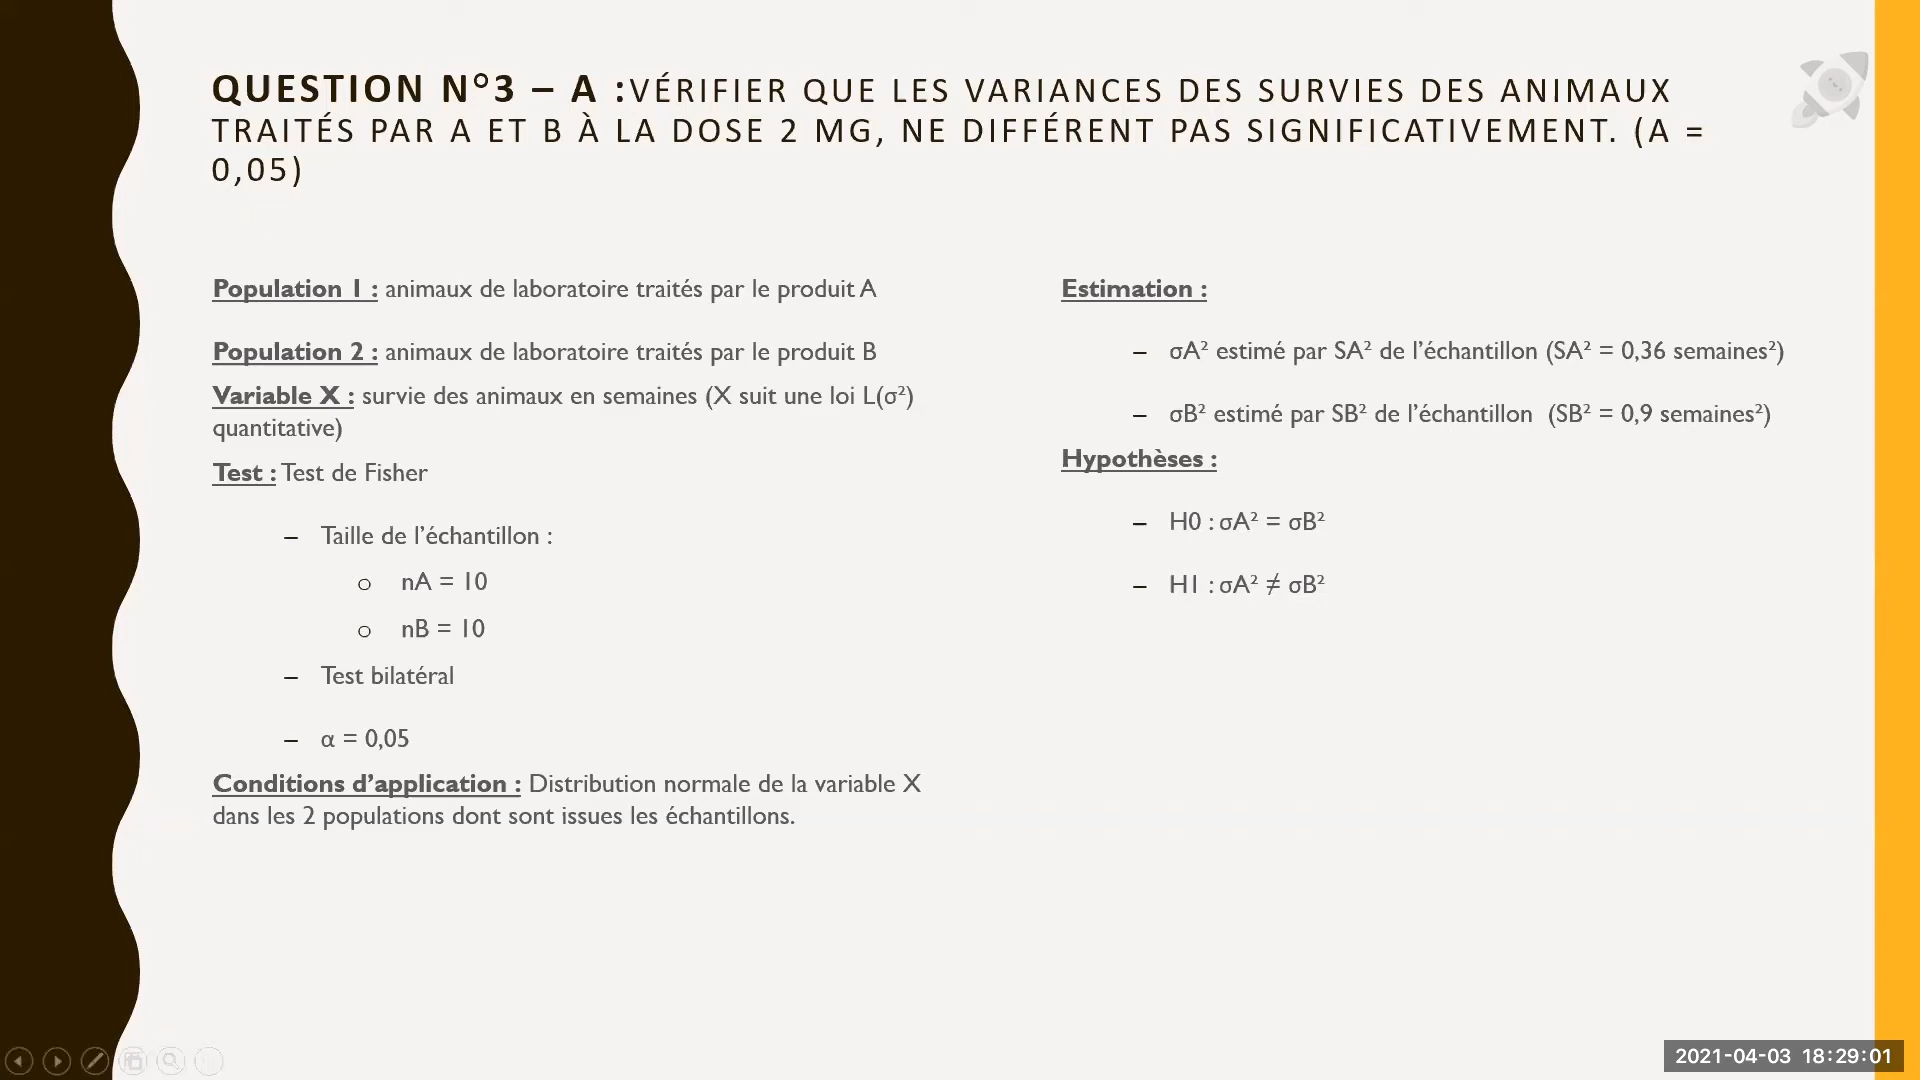 QUESTION N°3 – A :VÉRIFIER QUE LES VARIANCES DES SURVIES DES ANIMAUX
TRAITÉS PAR A ET B À LA DOSE 2 MG, NE DIFFÉRENT PAS SIGNIFICATIVEMENT. (A =
0,05)
Population 1 : animaux de laboratoire traités par le produit A
Population 2 : animaux de laboratoire traités par le produit B
Variable X : survie des animaux en semaines (X suit une loi L(σ²)
quantitative)
Test : Test de Fisher
– Taille de l’échantillon :
o nA = 10
o nB = 10
– Test bilatéral
– α = 0,05
Conditions d’application : Distribution normale de la variable X
dans les 2 populations dont sont issues les échantillons.
Estimation :
– σA² estimé par SA² de l’échantillon (SA² = 0,36 semaines²)
– σB² estimé par SB² de l’échantillon (SB² = 0,9 semaines²)
Hypothèses :
– H0 : σA² = σB²
– H1 : σA² ≠ σB²
2021-04-03 18:29:01